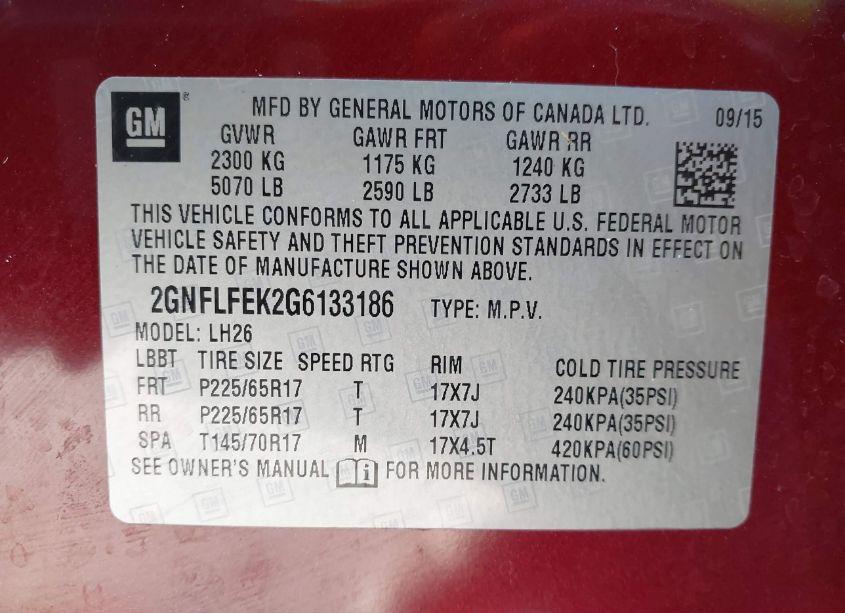 GM ®
MFD BY GENERAL MOTORS OF CANADA LTD. 09/15
GVWR GAWR FRT GAWR RR
2300 KG 1175 KG 1240 KG
5070 LB 2590 LB 2733 LB
THIS VEHICLE CONFORMS TO ALL APPLICABLE U.S. FEDERAL MOTOR
VEHICLE SAFETY AND THEFT PREVENTION STANDARDS IN EFFECT ON
THE DATE OF MANUFACTURE SHOWN ABOVE.
2GNFLFEK2G6133186 TYPE: M.P.V.
MODEL: LH26
LBBT TIRE SIZE SPEED RTG RIM COLD TIRE PRESSURE
FRT P225/65R17 T 17X7J 240KPA(35PSI)
RR P225/65R17 T 17X7J 240KPA(35PSI)
SPA T145/70R17 M 17X4.5T 420KPA(60PSI)
SEE OWNER'S MANUAL i FOR MORE INFORMATION.